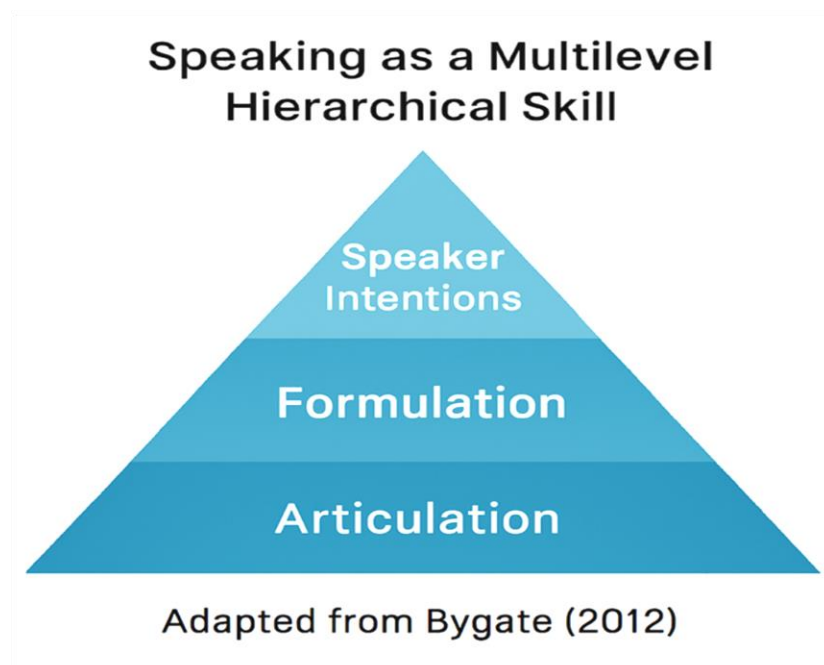 Speaking as a Multilevel
Hierarchical Skill
Speaker
Intentions
Formulation
Articulation
Adapted from Bygate (2012)